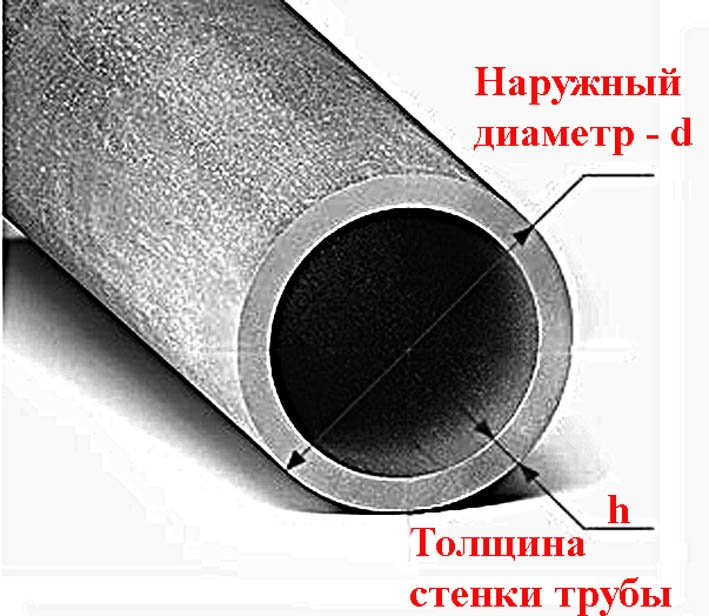 Наружный
диаметр - d
h
Толщина
стенки трубы